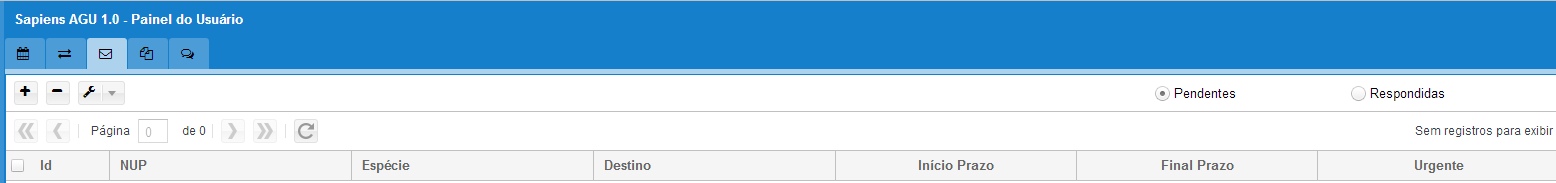 Sapiens AGU 1.0 - Painel do Usuário
Pendentes Respondidas
Página 0 de 0 Sem registros para exibir
Id NUP Espécie Destino Início Prazo Final Prazo Urgente